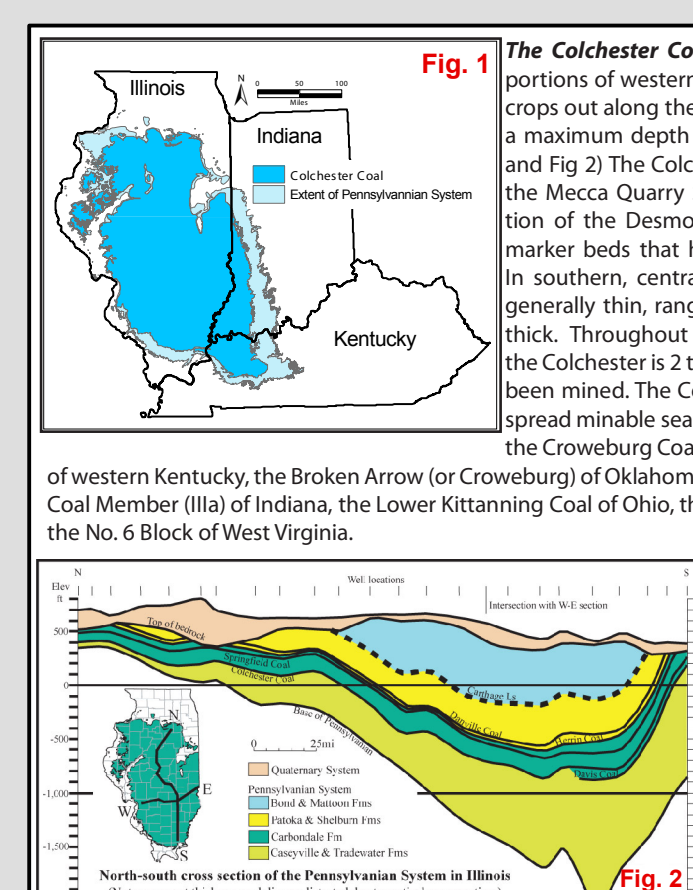 Fig. 1
Illinois
N
0 50 100
Miles
Indiana
Colchester Coal
Extent of Pennsylvannian System
Kentucky
The Colchester Co
portions of western
crops out along the
a maximum depth
and Fig 2) The Colc
the Mecca Quarry
tion of the Desmo
marker beds that h
In southern, centra
generally thin, rang
thick. Throughout
the Colchester is 2 t
been mined. The Co
spread minable sea
the Croweburg Coa
of western Kentucky, the Broken Arrow (or Croweburg) of Oklahom
Coal Member (IIIa) of Indiana, the Lower Kittanning Coal of Ohio, th
the No. 6 Block of West Virginia.
N
Well locations
S
Elev
ft
Intersection with W-E section
500
0
-500
-1,000
-1,500
Top of bedrock
Springfield Coal
Colchester Coal
Base of Pennsylvanian
Carthage Ls
Danville Coal
Herrin Coal
Davis Coal
N
E
W
S
0 25mi
Quaternary System
Pennsylvanian System
Bond & Mattoon Fms
Patoka & Shelburn Fms
Carbondale Fm
Caseyville & Tradewater Fms
North-south cross section of the Pennsylvanian System in Illinois
Fig. 2